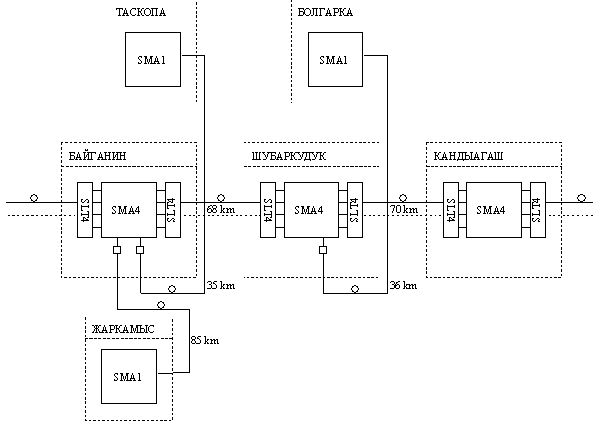 ТАСКОПА
БОЛГАРКА
SMA1
SMA1
БАЙГАНИН
ШУБАРКУДУК
КАНДЫАГАШ
SLT4
SMA4
SLT4
68 km
SLT4
SMA4
SLT4
70 km
SLT4
SMA4
SLT4
35 km
36 km
ЖАРКАМЫС
85 km
SMA1